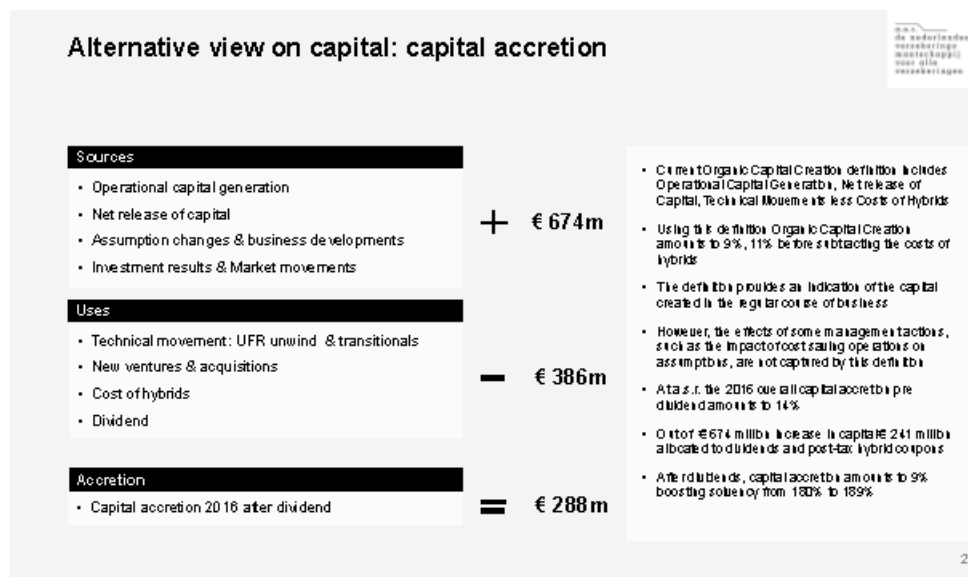 Alternative view on capital: capital accretion
a.s.r.
de nederlandse
verzekerings
maatschappij
voor alle
verzekeringen
Sources
• Operational capital generation
• Net release of capital
• Assumption changes & business developments
• Investment results & Market movements
+ € 674m
Uses
• Technical movement: UFR unwind & transitionals
• New ventures & acquisitions
• Cost of hybrids
• Dividend
− € 386m
Accretion
• Capital accretion 2016 after dividend
= € 288m
• Current Organic Capital Creation definition includes
Operational Capital Generation, Net release of
Capital, Technical Movements less Costs of Hybrids
• Using this definition Organic Capital Creation
amounts to 9%, 11% before subtracting the costs of
hybrids
• The definition provides an indication of the capital
created in the regular course of business
• However, the effects of some management actions,
such as the impact of cost saving operations on
assumptions, are not captured by this definition
• At a.s.r. the 2016 overall capital accretion pre
dividend amounts to 14%
• Out of € 674 million increase in capital € 241 million
allocated to dividends and post-tax hybrid coupons
• After dividends, capital accretion amounts to 9%
boosting solvency from 180% to 189%
2